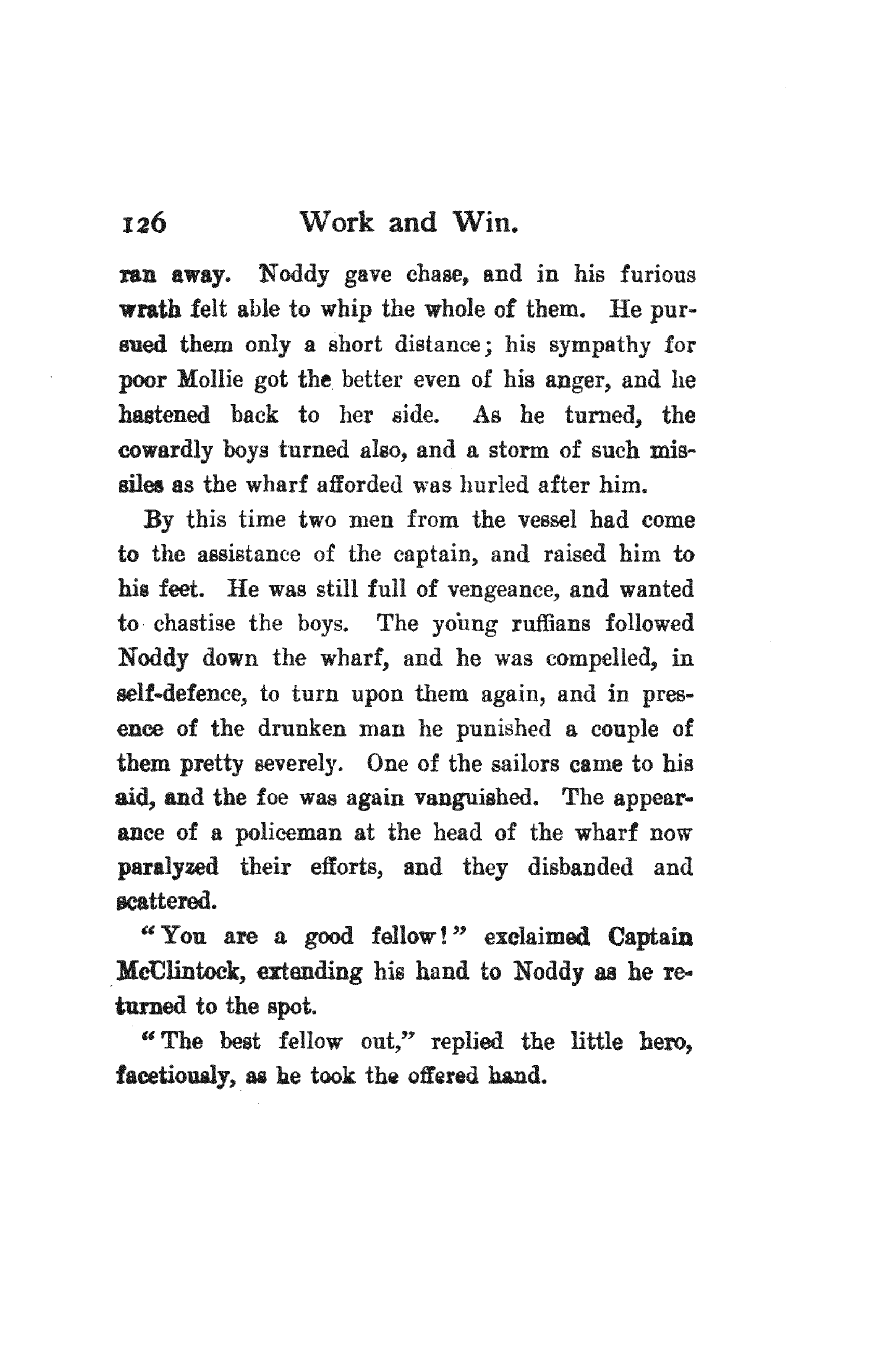 126 Work and Win.
ran away. Noddy gave chase, and in his furious
wrath felt able to whip the whole of them. He pur-
sued them only a short distance; his sympathy for
poor Mollie got the better even of his anger, and he
hastened back to her side. As he turned, the
cowardly boys turned also, and a storm of such mis-
siles as the wharf afforded was hurled after him.
By this time two men from the vessel had come
to the assistance of the captain, and raised him to
his feet. He was still full of vengeance, and wanted
to chastise the boys. The young ruffians followed
Noddy down the wharf, and he was compelled, in
self-defence, to turn upon them again, and in pres-
ence of the drunken man he punished a couple of
them pretty severely. One of the sailors came to his
aid, and the foe was again vanguished. The appear-
ance of a policeman at the head of the wharf now
paralyzed their efforts, and they disbanded and
scattered.
"You are a good fellow!" exclaimed Captain
McClintock, extending his hand to Noddy as he re-
turned to the spot.
"The best fellow out," replied the little hero,
facetiously, as he took the offered hand.